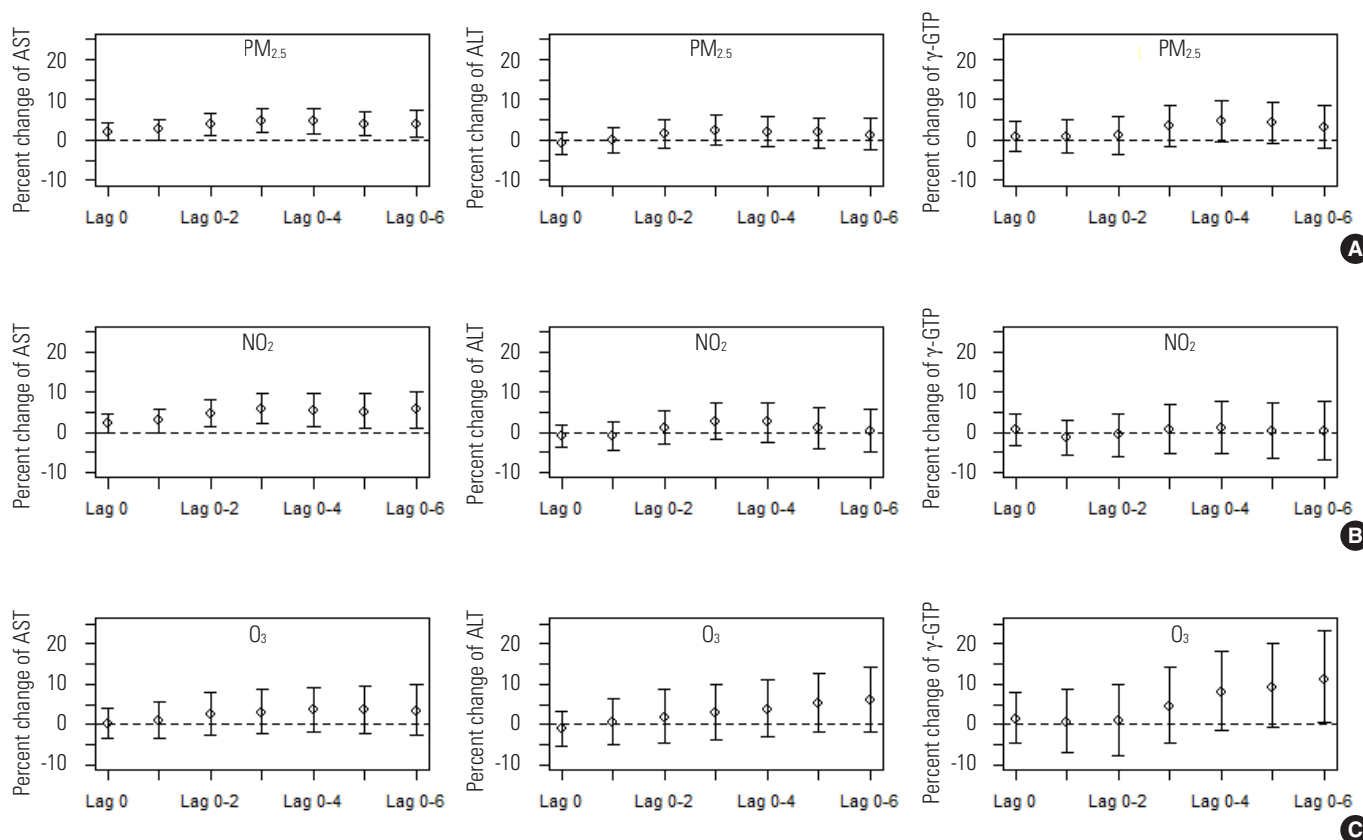 Percent change of AST
PM2.5
20
10
0
-10
Lag 0 Lag 0-2 Lag 0-4 Lag 0-6
Percent change of ALT
PM2.5
20
10
0
-10
Lag 0 Lag 0-2 Lag 0-4 Lag 0-6
Percent change of γ-GTP
PM2.5
20
10
0
-10
Lag 0 Lag 0-2 Lag 0-4 Lag 0-6
A
Percent change of AST
NO2
20
10
0
-10
Lag 0 Lag 0-2 Lag 0-4 Lag 0-6
Percent change of ALT
NO2
20
10
0
-10
Lag 0 Lag 0-2 Lag 0-4 Lag 0-6
Percent change of γ-GTP
NO2
20
10
0
-10
Lag 0 Lag 0-2 Lag 0-4 Lag 0-6
B
Percent change of AST
O3
20
10
0
-10
Lag 0 Lag 0-2 Lag 0-4 Lag 0-6
Percent change of ALT
O3
20
10
0
-10
Lag 0 Lag 0-2 Lag 0-4 Lag 0-6
Percent change of γ-GTP
O3
20
10
0
-10
Lag 0 Lag 0-2 Lag 0-4 Lag 0-6
C